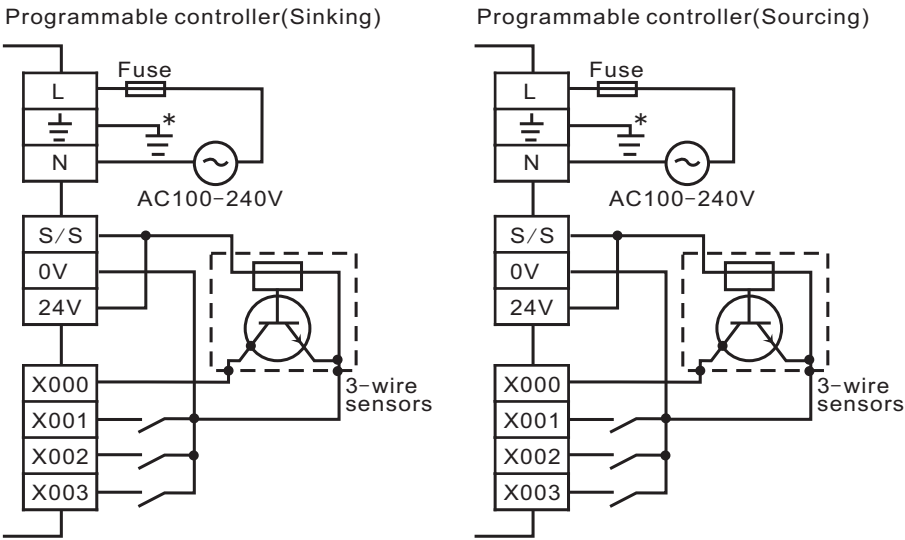 Programmable controller(Sinking)
Fuse
L
*
N
AC100-240V
S/S
0V
24V
X000
3-wire
sensors
X001
X002
X003
Programmable controller(Sourcing)
Fuse
L
*
N
AC100-240V
S/S
0V
24V
X000
3-wire
sensors
X001
X002
X003